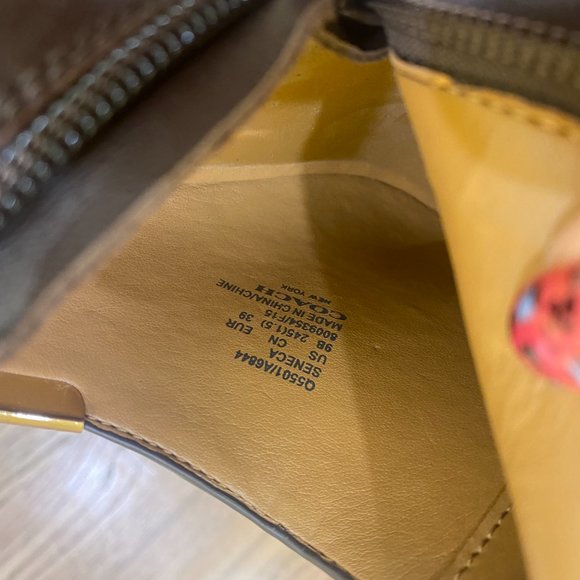 Q5501/A6844
SENECA
US CN EUR
9B 245(1.5) 39
8009354/F15
MADE IN CHINA/CHINE
COACH
NEW YORK